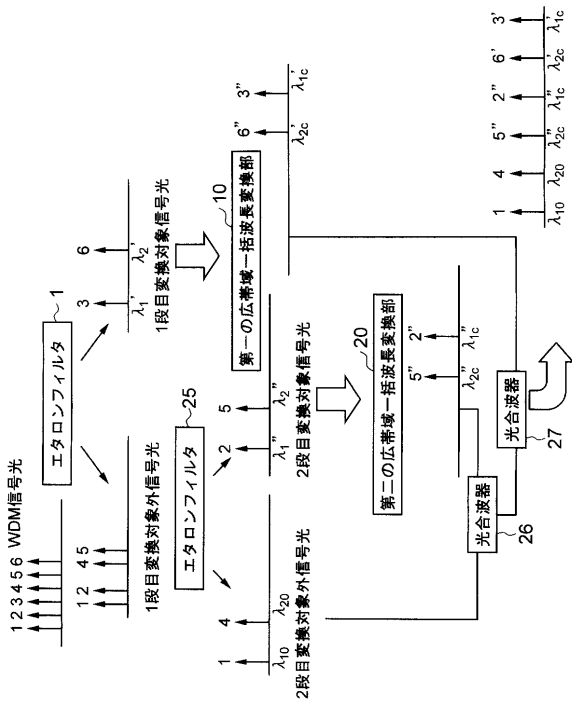 1 2 3 4 5 6 WDM信号光
エタロンフィルタ
1
1 2 4 5
1段目変換対象外信号光
3 6
λ1' λ2'
1段目変換対象信号光
エタロンフィルタ
25
第一の広帯域一括波長変換部
10
6" 3"
λ2c' λ1c'
1 4
λ10 λ20
2段目変換対象外信号光
2 5
λ1" λ2"
2段目変換対象信号光
第二の広帯域一括波長変換部
20
5" 2"
λ2c" λ1c"
光合波器
26
光合波器
27
1 4 5" 2" 6' 3'
λ10 λ20 λ2c" λ1c" λ2c' λ1c'